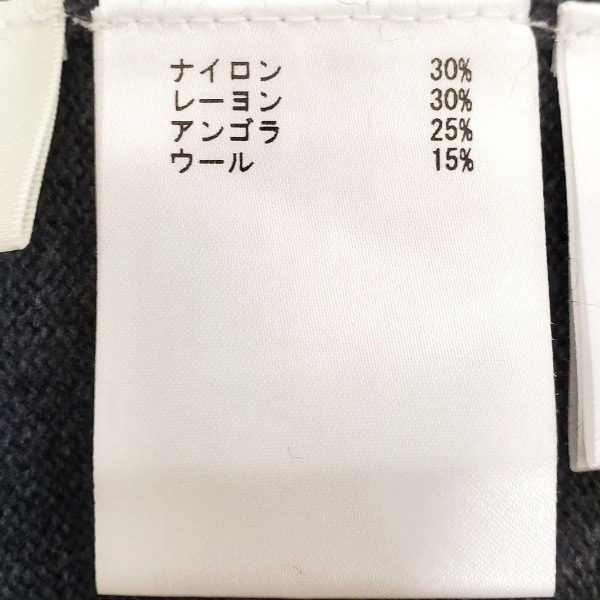 ナイロン 30%
レーヨン 30%
アンゴラ 25%
ウール 15%